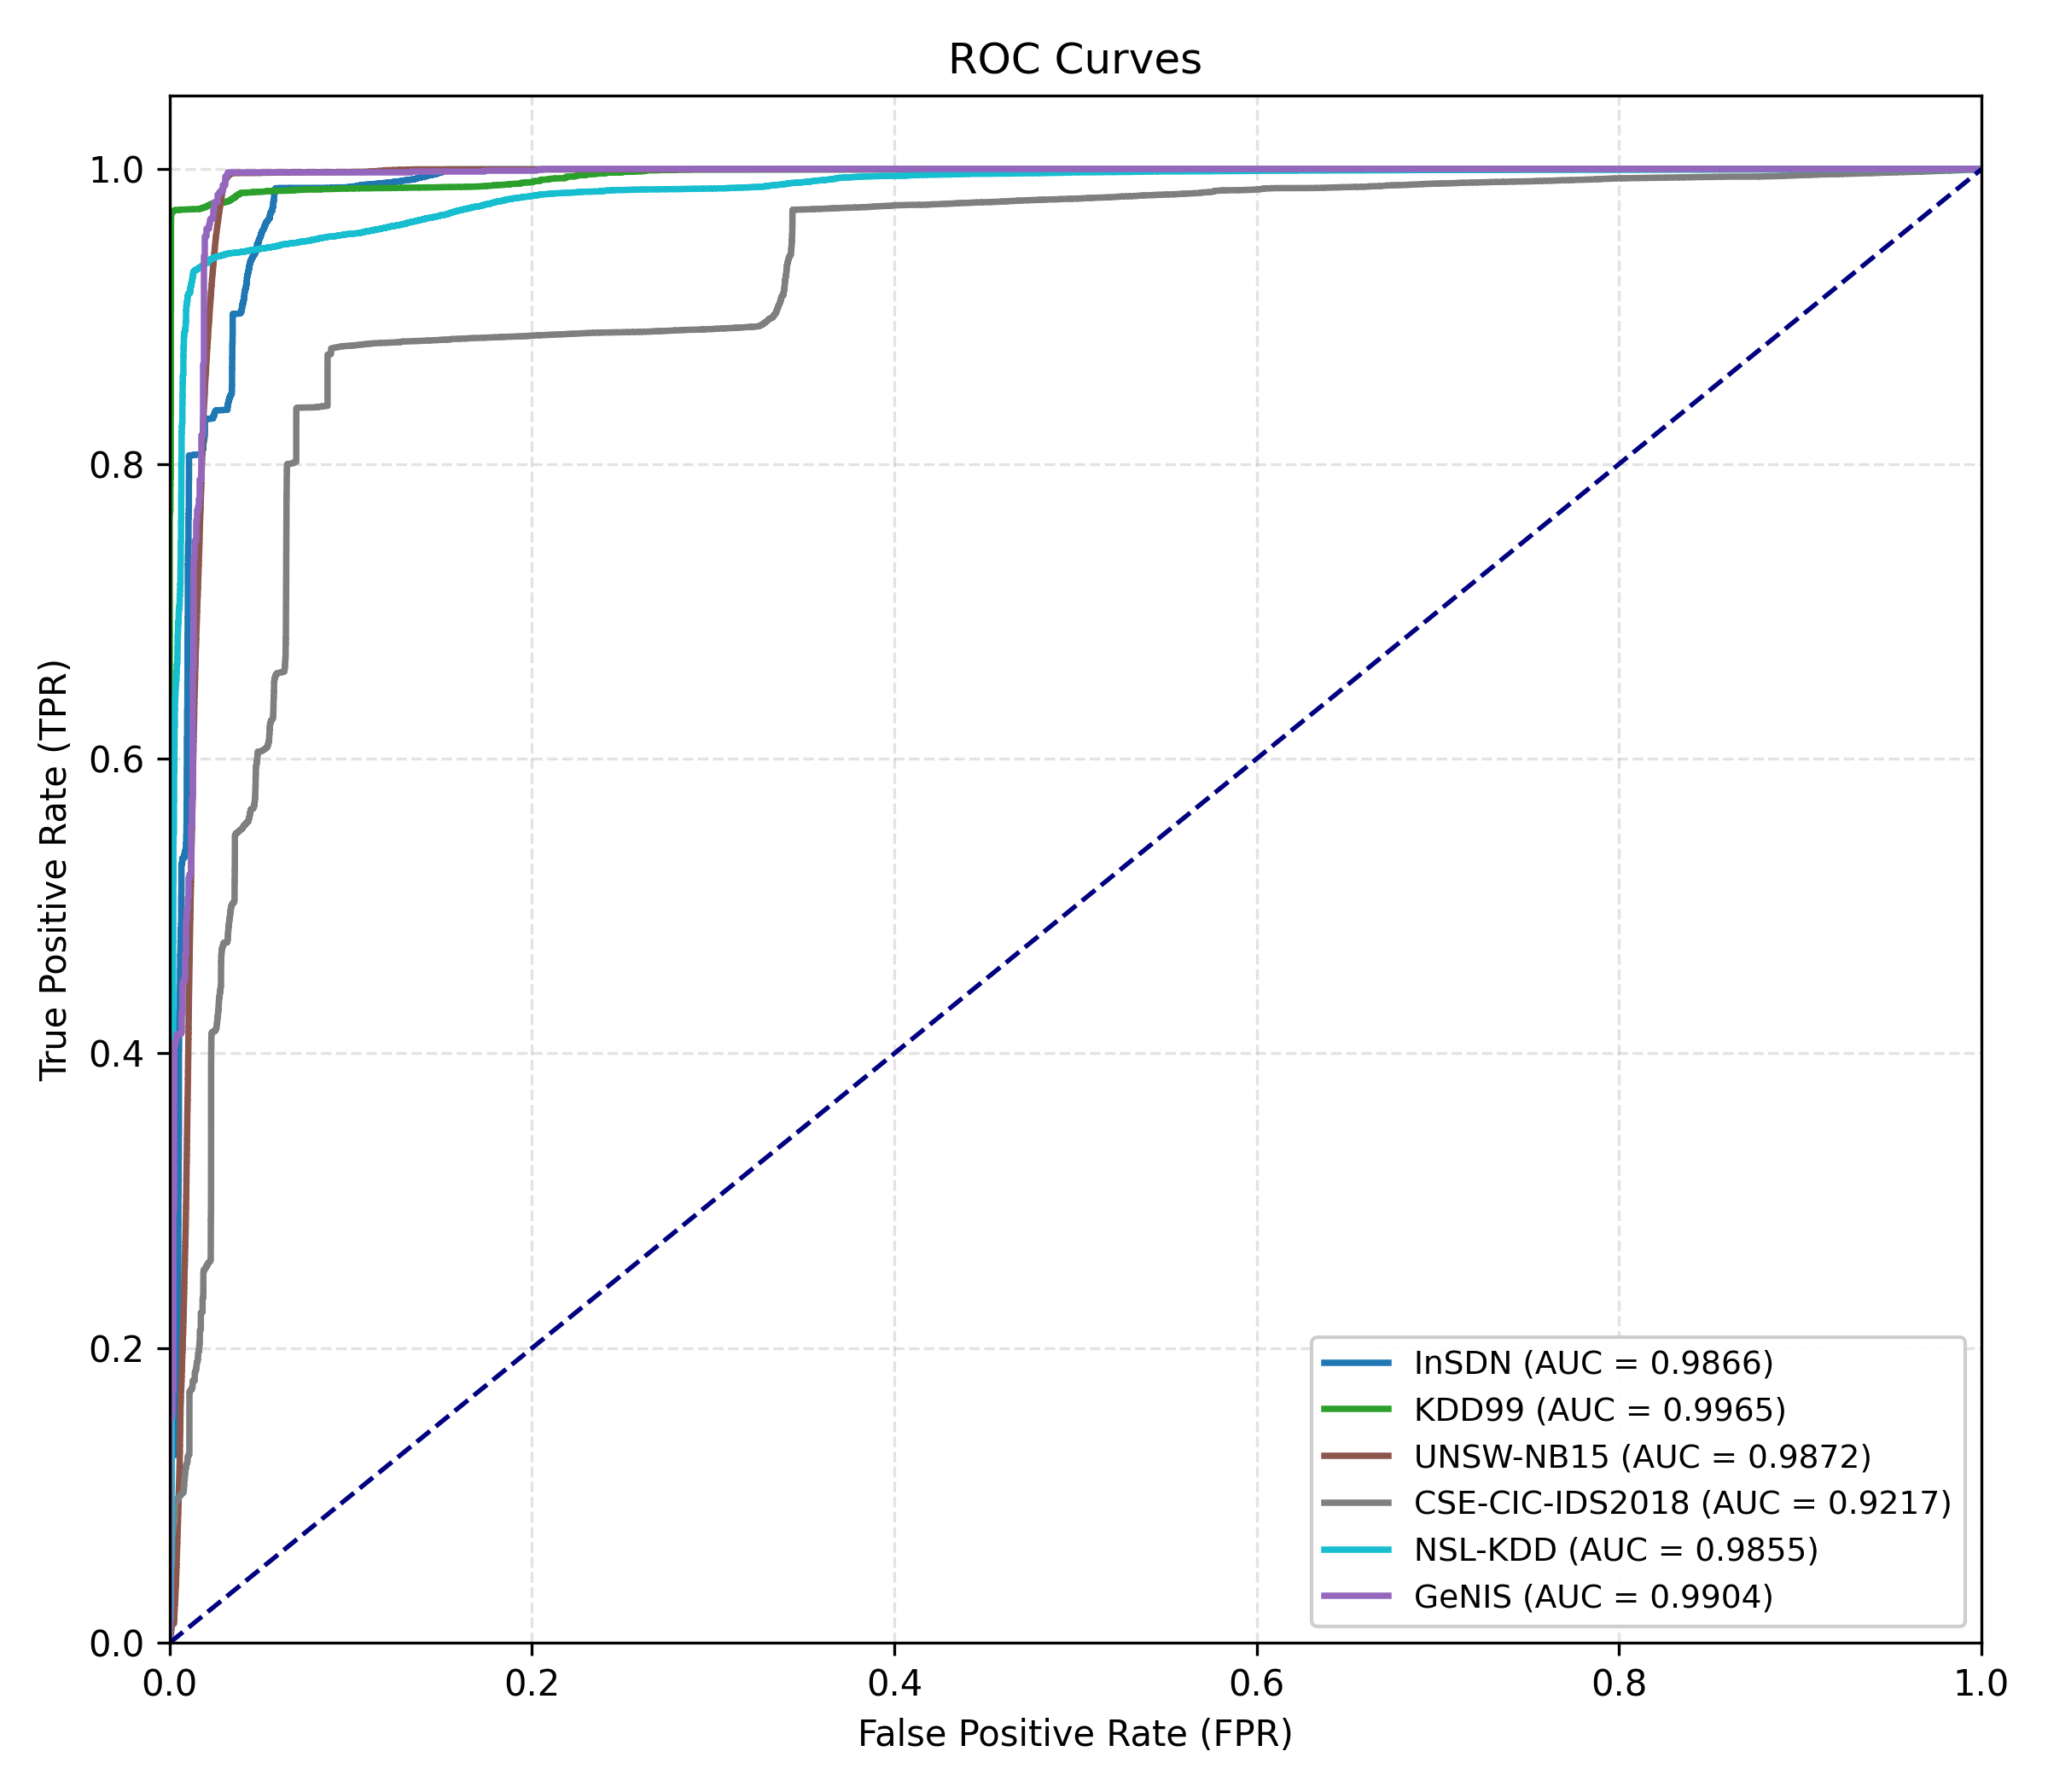 ROC Curves
True Positive Rate (TPR)
1.0
0.8
0.6
0.4
0.2
0.0
0.0 0.2 0.4 0.6 0.8 1.0
False Positive Rate (FPR)
InSDN (AUC = 0.9866)
KDD99 (AUC = 0.9965)
UNSW-NB15 (AUC = 0.9872)
CSE-CIC-IDS2018 (AUC = 0.9217)
NSL-KDD (AUC = 0.9855)
GeNIS (AUC = 0.9904)